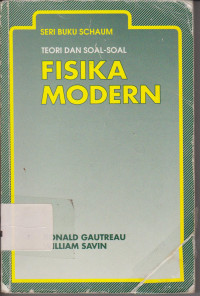 SERI BUKU SCHAUM
TEORI DAN SOAL-SOAL
FISIKA
MODERN
ONALD GAUTREAU
ILLIAM SAVIN